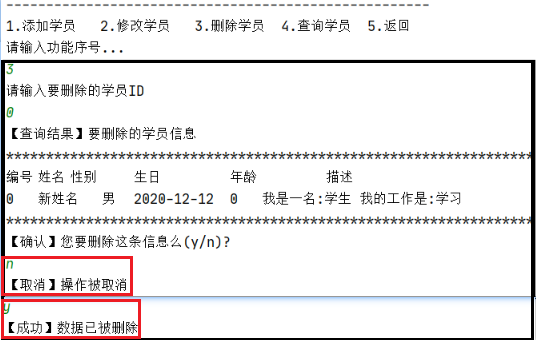 -----------------------------------------------------
1.添加学员 2.修改学员 3.删除学员 4.查询学员 5.返回
请输入功能序号...
3
请输入要删除的学员ID
0
【查询结果】要删除的学员信息
******************************************************************
编号 姓名 性别 生日 年龄 描述
0 新姓名 男 2020-12-12 0 我是一名:学生 我的工作是:学习
******************************************************************
【确认】您要删除这条信息么(y/n)?
n
【取消】操作被取消
y
【成功】数据已被删除